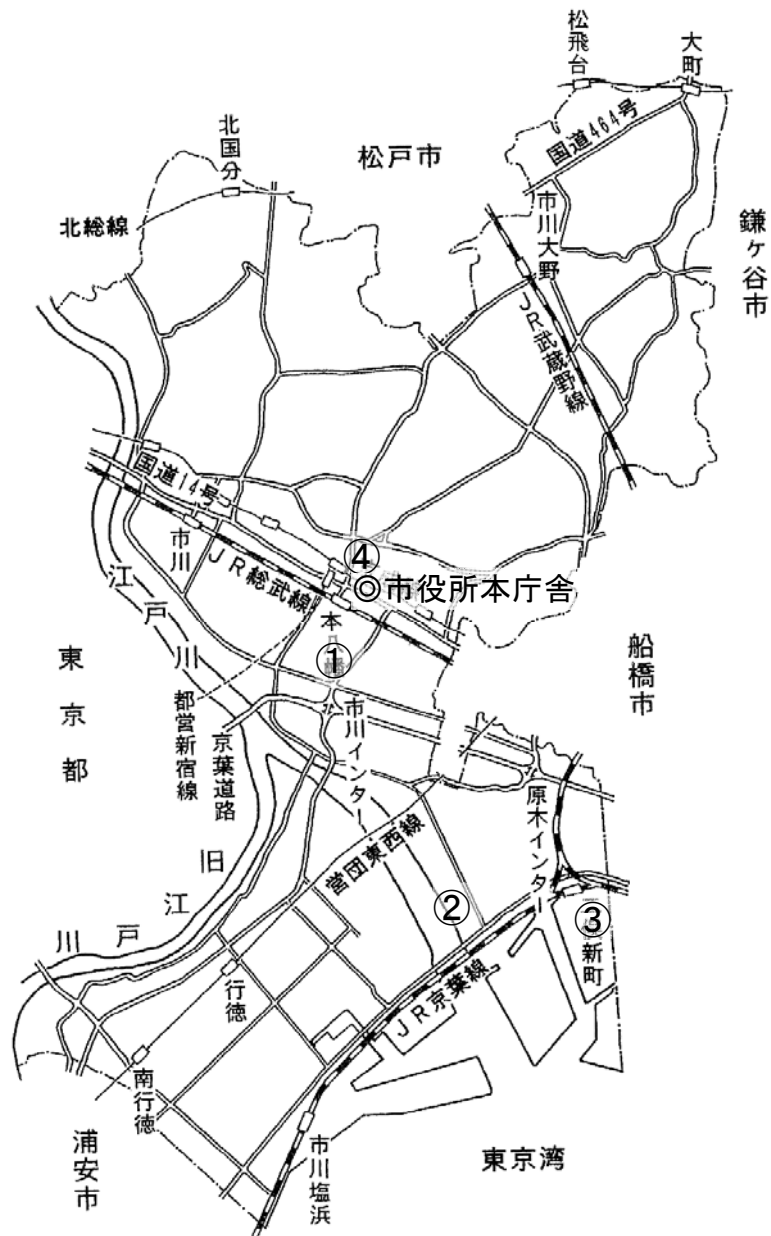 松飛台
大町
国道464号
北国分
松戸市
北総線
市川大野
鎌ヶ谷市
JR武蔵野線
国道14号
市川
JR総武線
④
◎市役所本庁舎
江戸川
本
①
東京都
船橋市
都営新宿線
京葉道路
市川インター
原木インター
営団東西線
旧江戸川
②
③
新町
行徳
JR京葉線
南行徳
浦安市
市川塩浜
東京湾